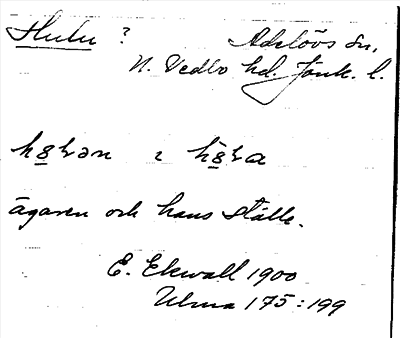 Hulu ?
Adelövs sn,
N. Vedbo hd. Jönk. l.
ägaren och hans ställe.
E. Ekwall 1900
Ulma 175:199